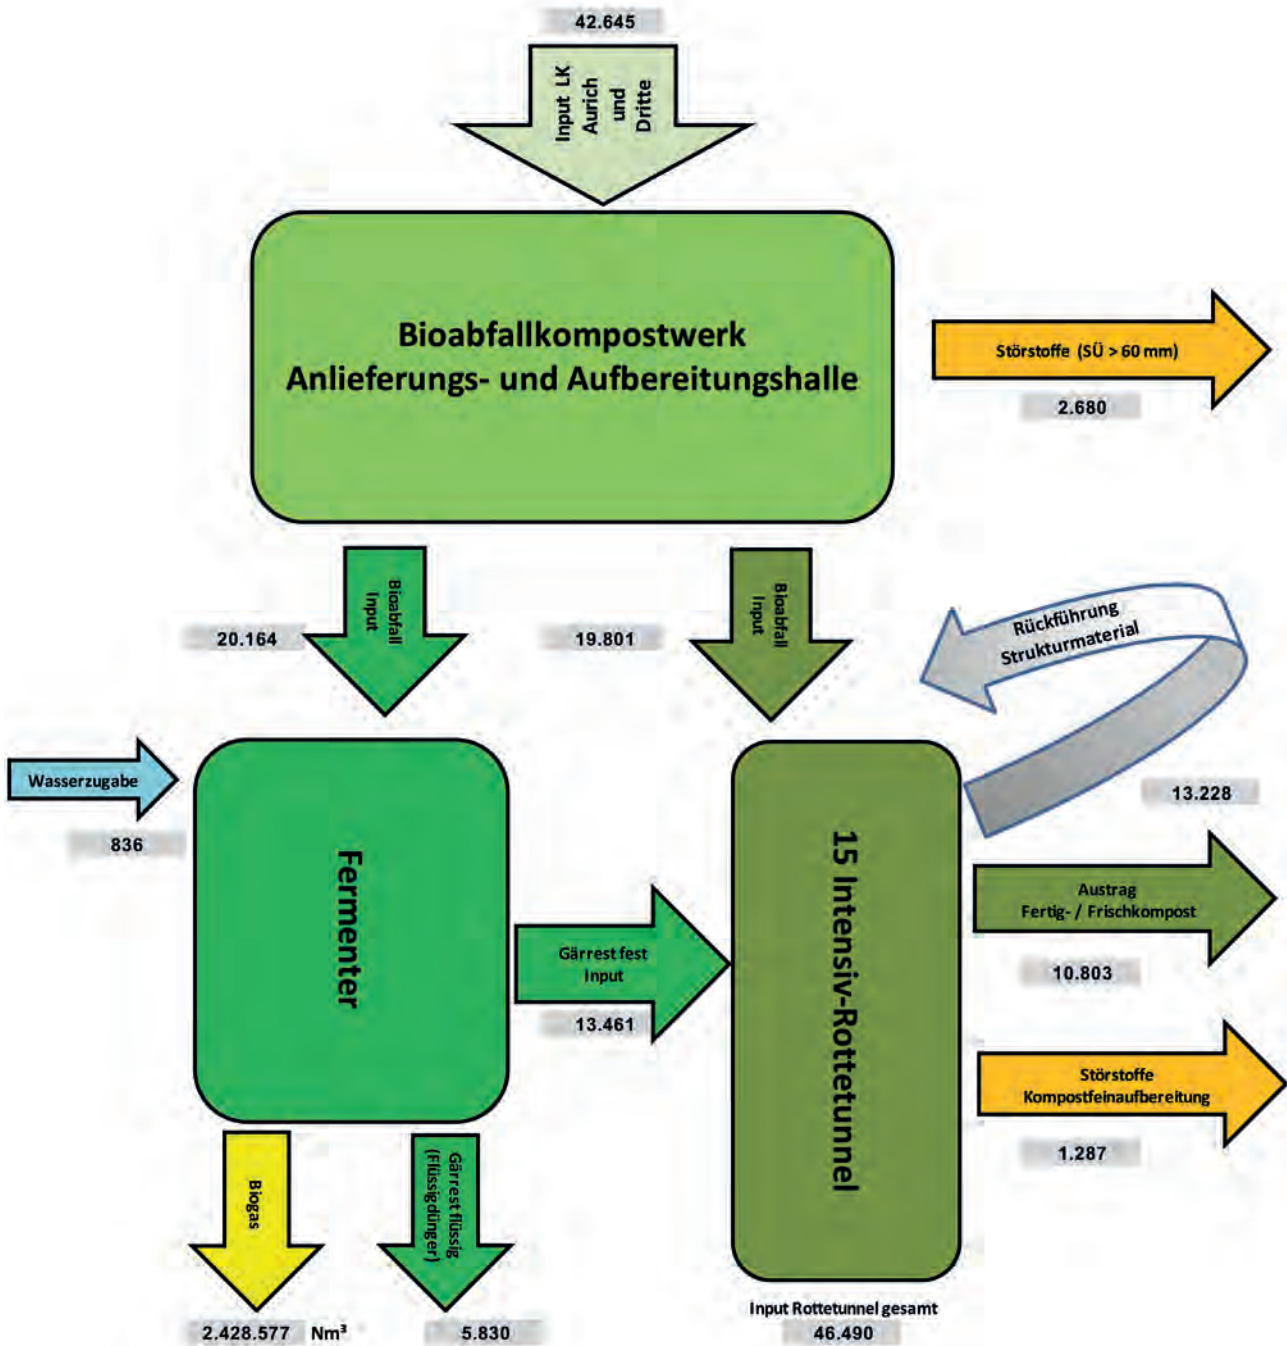 42.645
Input LK
Aurich
und
Dritte
Bioabfallkompostwerk
Anlieferungs- und Aufbereitungshalle
Störstoffe (SÜ > 60 mm)
2.680
Bioabfall
Input
20.164
Bioabfall
Input
19.801
Rückführung
Strukturmaterial
13.228
Wasserzugabe
836
Fermenter
Gärrest fest
Input
13.461
15 Intensiv-Rottetunnel
Austrag
Fertig- / Frischkompost
10.803
Störstoffe
Kompostfeinaufbereitung
1.287
Biogas
2.428.577 Nm³
Gärrest flüssig
(Flüssigdünger)
5.830
Input Rottetunnel gesamt
46.490